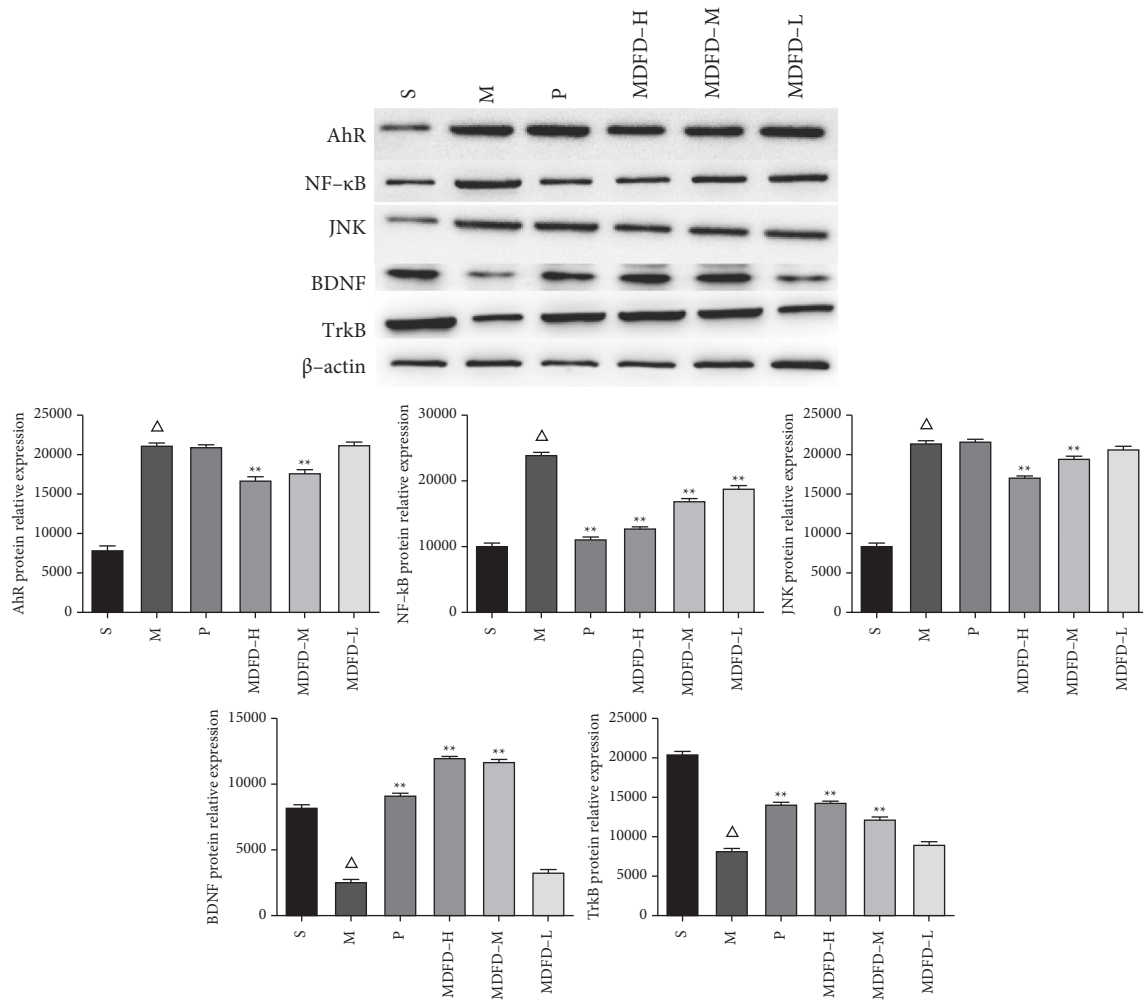 S M P MDFD–H MDFD–M MDFD–L
AhR
NF–κB
JNK
BDNF
TrkB
β–actin
AhR protein relative expression
25000
20000
15000
10000
5000
0
△
** **
S M P MDFD–H MDFD–M MDFD–L
NF–kB protein relative expression
30000
20000
10000
0
△
** ** ** **
S M P MDFD–H MDFD–M MDFD–L
JNK protein relative expression
25000
20000
15000
10000
5000
0
△
** **
S M P MDFD–H MDFD–M MDFD–L
BDNF protein relative expression
15000
10000
5000
0
△
** ** **
S M P MDFD–H MDFD–M MDFD–L
TrkB protein relative expression
25000
20000
15000
10000
5000
0
△
** ** **
S M P MDFD–H MDFD–M MDFD–L